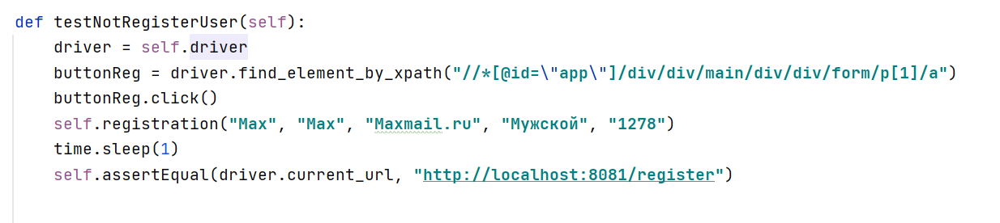 def testNotRegisterUser(self):
driver = self.driver
buttonReg = driver.find_element_by_xpath("//*[@id=\"app\"]/div/div/main/div/div/form/p[1]/a")
buttonReg.click()
self.registration("Max", "Max", "Maxmail.ru", "Мужской", "1278")
time.sleep(1)
self.assertEqual(driver.current_url, "http://localhost:8081/register")